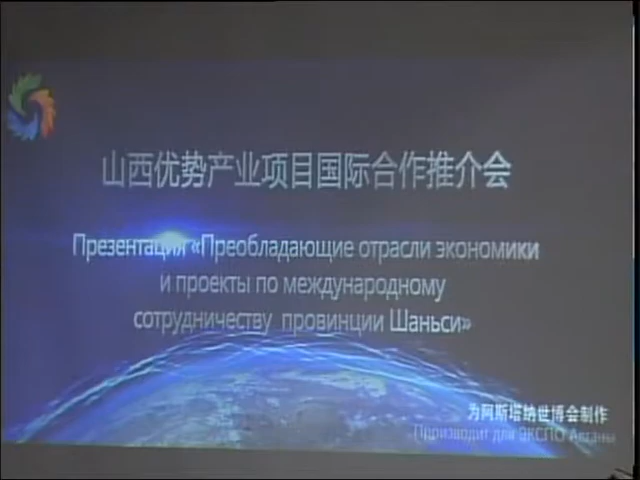 山西优势产业项目国际合作推介会
Презентация «Преобладающие отрасли экономики
и проекты по международному
сотрудничеству провинции Шаньси»
为阿斯塔纳世博会制作
Производит для ЭКСПО Астаны